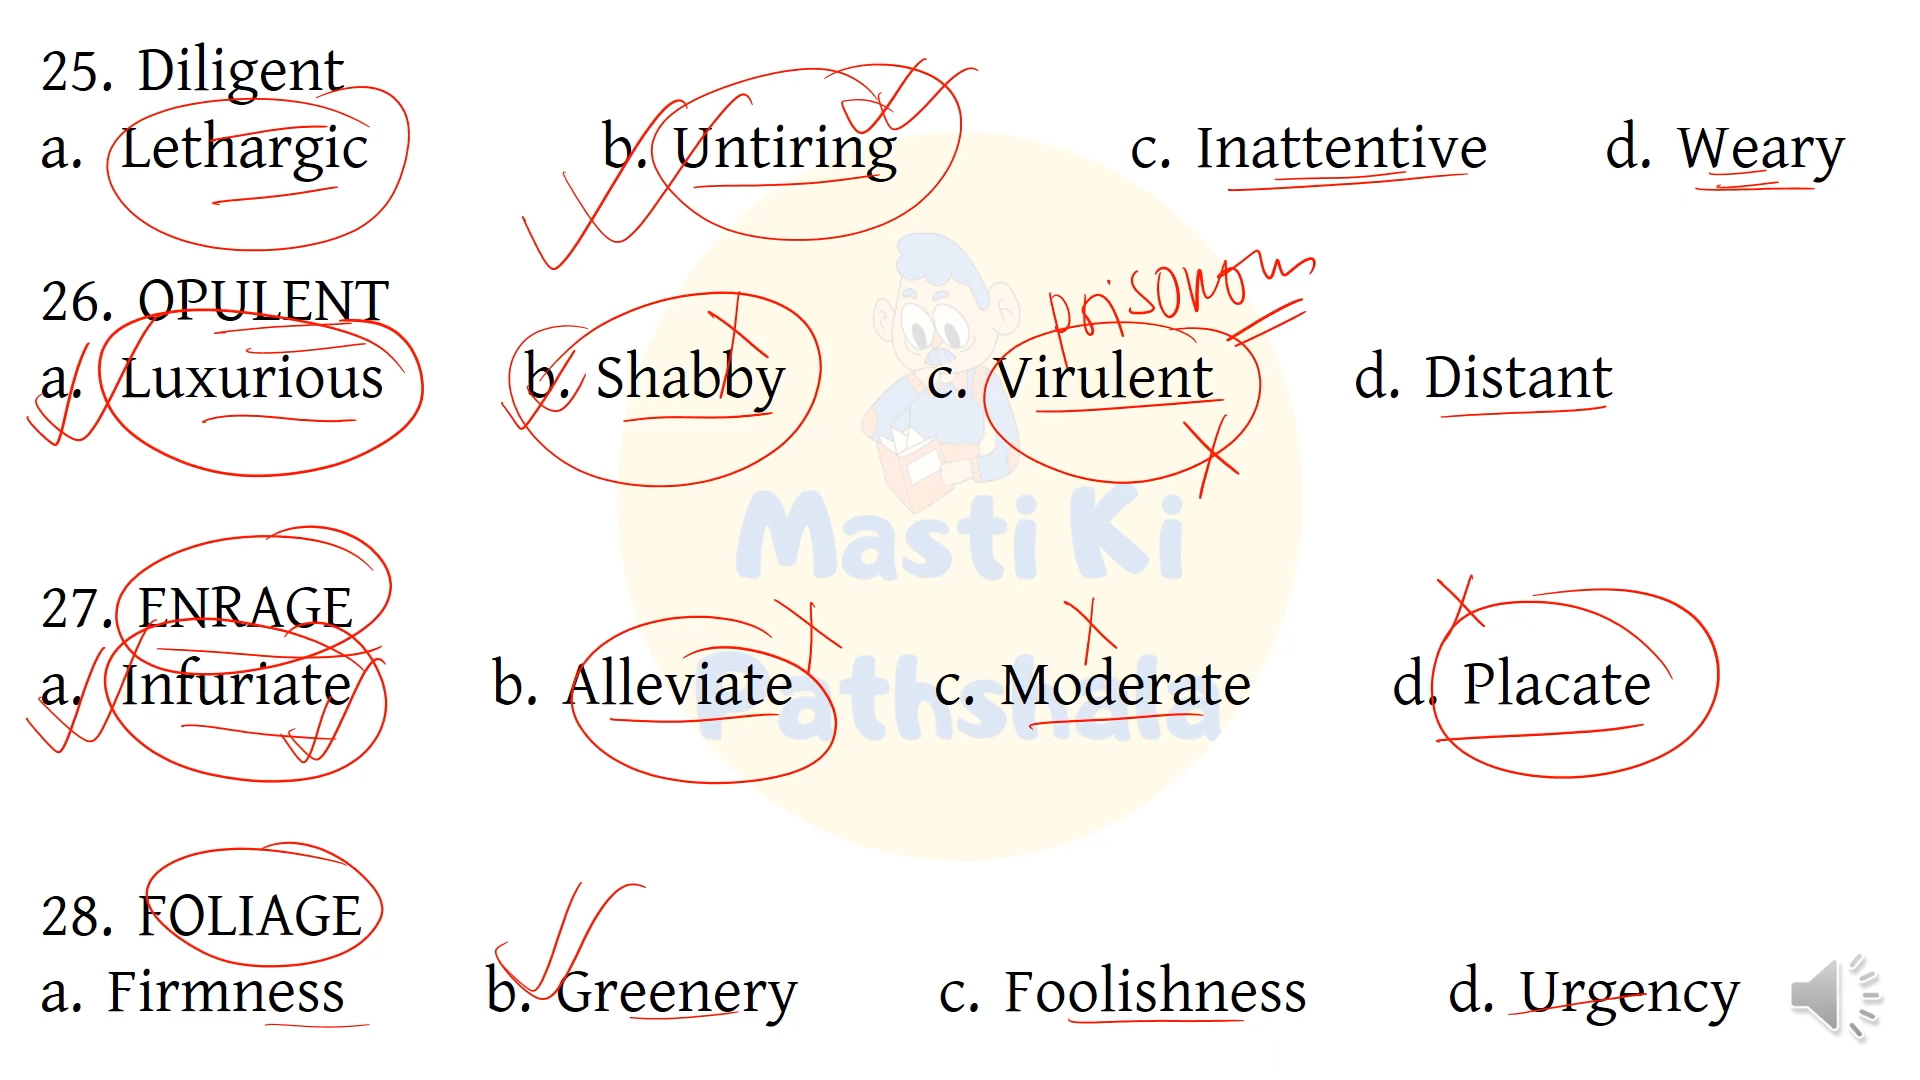 25. Diligent
a. Lethargic b. Untiring c. Inattentive d. Weary
poisonous
26. OPULENT
a. Luxurious b. Shabby c. Virulent d. Distant
Masti Ki
27. ENRAGE
a. Infuriate b. Alleviate c. Moderate d. Placate
Pathshala
28. FOLIAGE
a. Firmness b. Greenery c. Foolishness d. Urgency